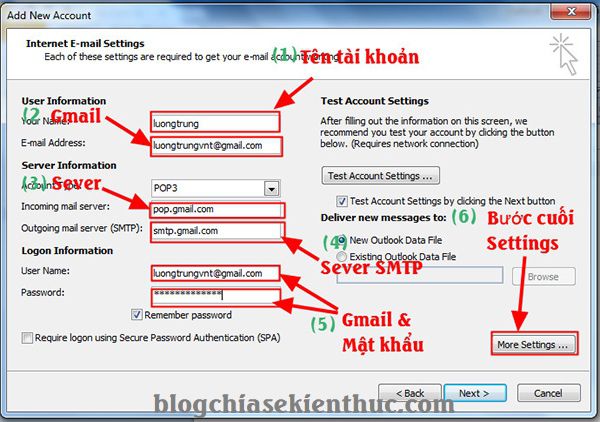 Add New Account
Internet E-mail Settings
Each of these settings are required to get your e-mail account working.
(1) Tên tài khoản
User Information
(2 Gmail
Your Name:
luongtrung
E-mail Address:
luongtrungvnt@gmail.com
Server Information
(3) Sever
Account Type:
POP3
Incoming mail server:
pop.gmail.com
Outgoing mail server (SMTP):
smtp.gmail.com
(4)
Sever SMTP
Logon Information
User Name:
luongtrungvnt@gmail.com
Password:
*************
(5) Gmail &
Mật khẩu
Remember password
Require logon using Secure Password Authentication (SPA)
Test Account Settings
After filling out the information on this screen, we
recommend you test your account by clicking the button
below. (Requires network connection)
Test Account Settings ...
Test Account Settings by clicking the Next button
Deliver new messages to:
(6) Bước cuối
Settings
New Outlook Data File
Existing Outlook Data File
Browse
More Settings ...
< Back
Next >
Cancel
blogchiasekienthuc.com